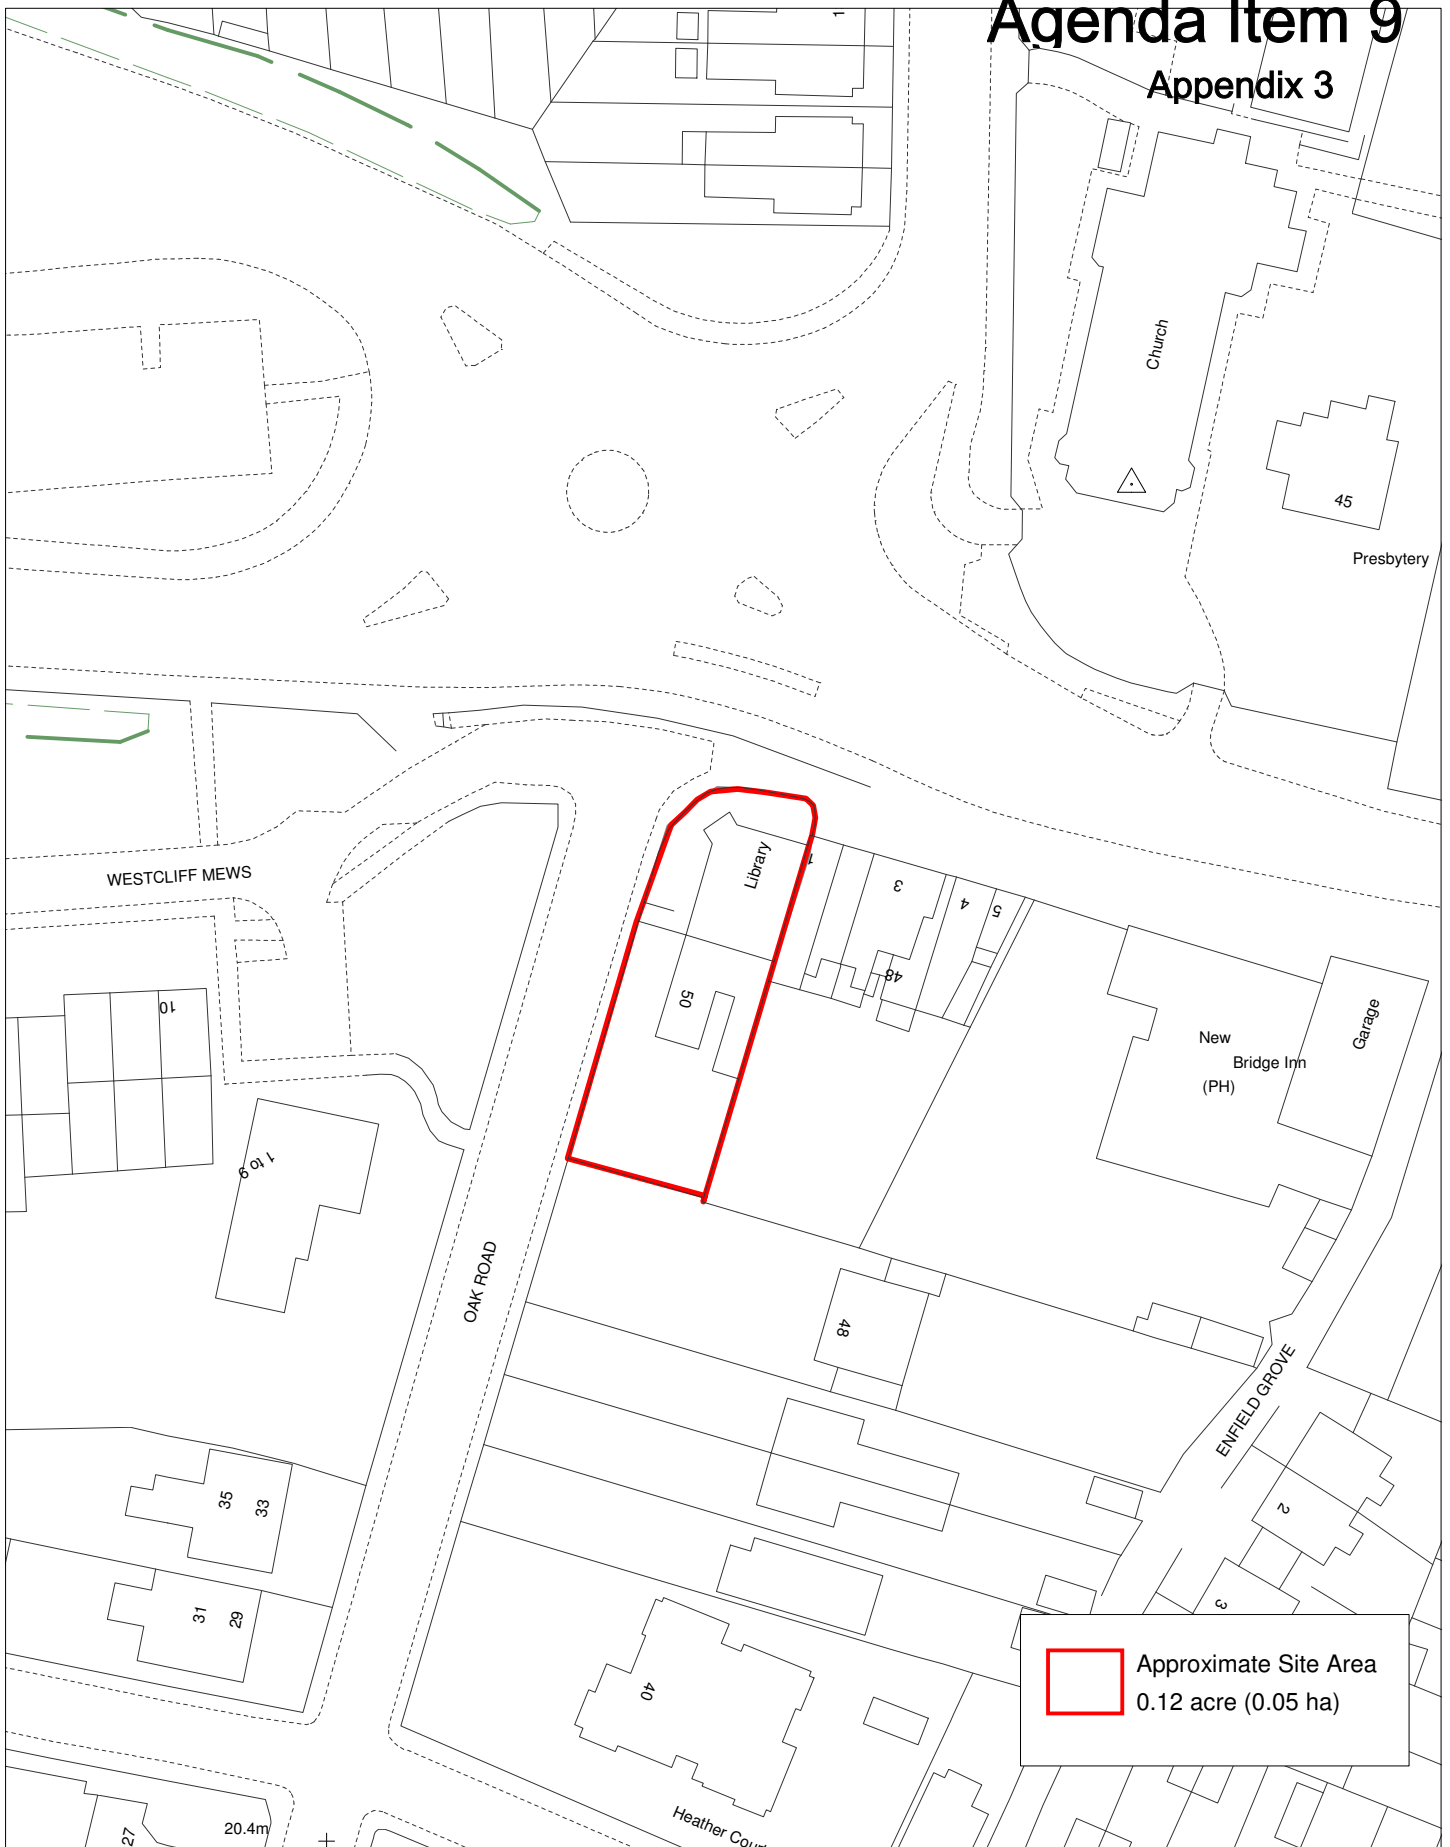 Agenda Item 9
Appendix 3
1
Church
45
Presbytery
WESTCLIFF MEWS
Library
1
3
4
5
48
50
10
New
Bridge Inn
(PH)
Garage
1 to 9
OAK ROAD
48
ENFIELD GROVE
35
33
2
31
29
3
40
Approximate Site Area
0.12 acre (0.05 ha)
Heather
27
20.4m